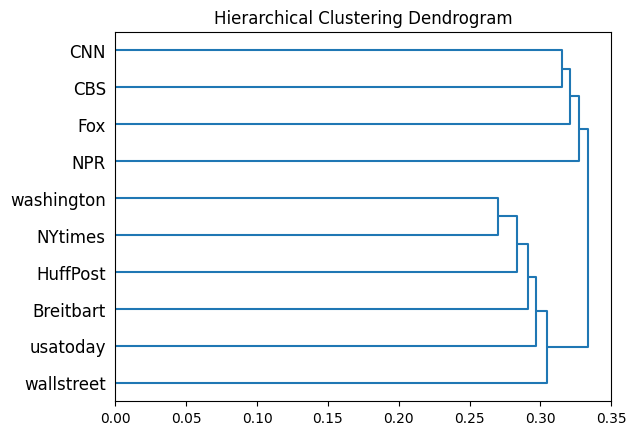 Hierarchical Clustering Dendrogram
CNN
CBS
Fox
NPR
washington
NYtimes
HuffPost
Breitbart
usatoday
wallstreet
0.00 0.05 0.10 0.15 0.20 0.25 0.30 0.35